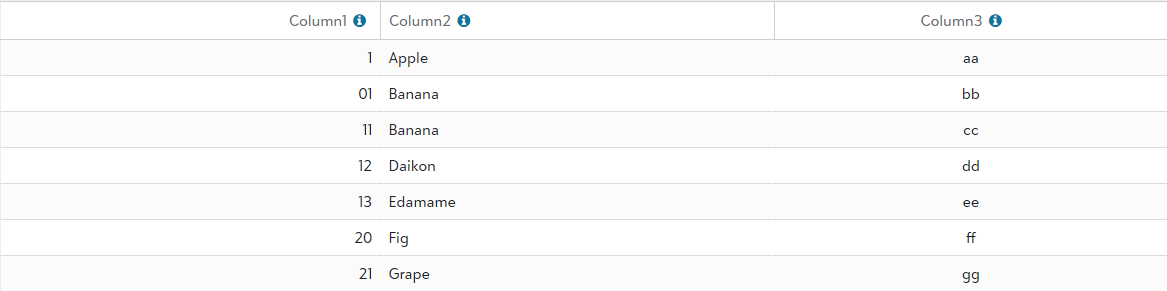 Column1 Column2 Column3
1 Apple aa
01 Banana bb
11 Banana cc
12 Daikon dd
13 Edamame ee
20 Fig ff
21 Grape gg